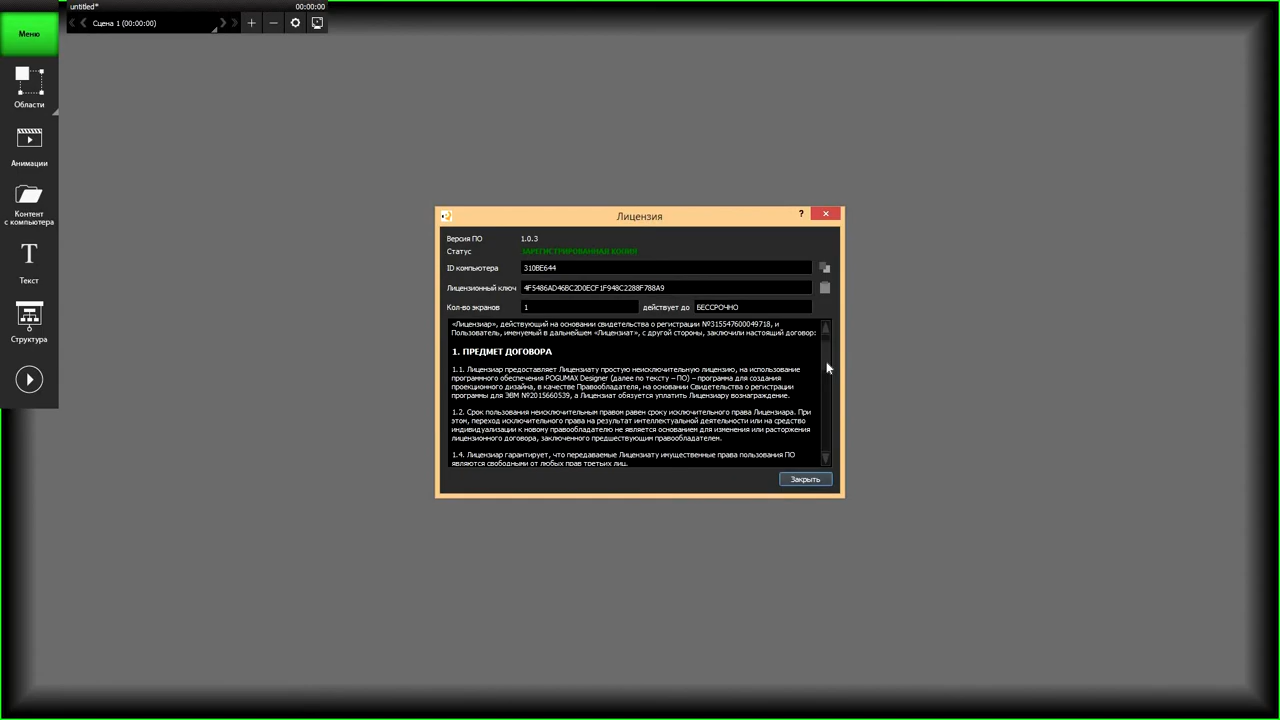 untitled*
00:00:00
Меню
Сцена 1 (00:00:00)
Области
Анимации
Контент
с компьютера
Текст
Структура
Лицензия
?
Версия ПО
1.0.3
Статус
ЗАРЕГИСТРИРОВАННАЯ КОПИЯ
ID компьютера
310BE644
Лицензионный ключ
4F5486AD46BC2D0ECF1F948C2288F788A9
Кол-во экранов
1
действует до
БЕССРОЧНО
«Лицензиар», действующий на основании свидетельства о регистрации №315547600049718, и
Пользователь, именуемый в дальнейшем «Лицензиат», с другой стороны, заключили настоящий договор:
1. ПРЕДМЕТ ДОГОВОРА
1.1. Лицензиар предоставляет Лицензиату простую неисключительную лицензию, на использование
программного обеспечения POGUMAX Designer (далее по тексту – ПО) – программа для создания
проекционного дизайна, в качестве Правообладателя, на основании Свидетельства о регистрации
программы для ЭВМ №2015660539, а Лицензиат обязуется уплатить Лицензиару вознаграждение.
1.2. Срок пользования неисключительным правом равен сроку исключительного права Лицензиара. При
этом, переход исключительного права на результат интеллектуальной деятельности или на средство
индивидуализации к новому правообладателю не является основанием для изменения или расторжения
лицензионного договора, заключенного предшествующим правообладателем.
1.4. Лицензиар гарантирует, что передаваемые Лицензиату имущественные права пользования ПО
являются свободными от любых прав третьих лиц.
Закрыть